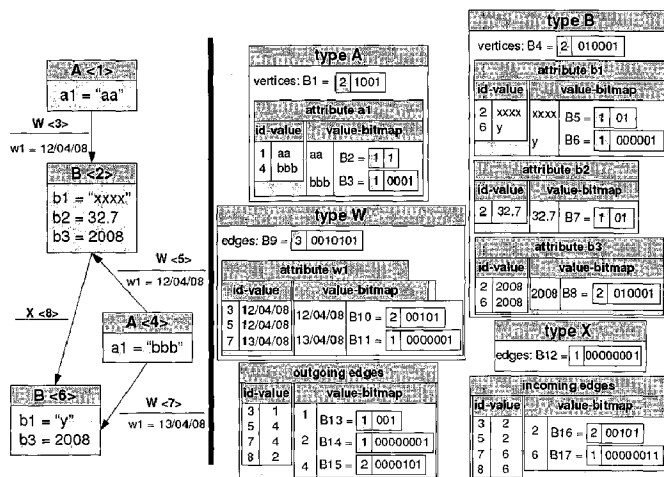 A <1>
a1 = "aa"
W <3>
w1 = 12/04/08
B <2>
b1 = "xxxx"
b2 = 32.7
b3 = 2008
W <5>
w1 = 12/04/08
X <8>
A <4>
a1 = "bbb"
B <6>
b1 = "y"
b3 = 2008
W <7>
w1 = 13/04/08
type A
vertices: B1 = 2 1001
attribute a1
id-value value-bitmap
1 aa aa B2 = 1 1
4 bbb bbb B3 = 1 0001
type W
edges: B9 = 3 0010101
attribute w1
id-value value-bitmap
3 12/04/08 12/04/08 B10 = 2 00101
5 12/04/08
7 13/04/08 13/04/08 B11 = 1 0000001
outgoing edges
id-value value-bitmap
3 1 1 B13 = 1 001
5 4
7 4 2 B14 = 1 00000001
8 2 4 B15 = 2 0000101
type B
vertices: B4 = 2 010001
attribute b1
id-value value-bitmap
2 xxxx xxxx B5 = 1 01
6 y y B6 = 1 000001
attribute b2
id-value value-bitmap
2 32.7 32.7 B7 = 1 01
attribute b3
id-value value-bitmap
2 2008 2008 B8 = 2 010001
6 2008
type X
edges: B12 = 1 00000001
incoming edges
id-value value-bitmap
3 2 2 B16 = 2 00101
5 2
7 6 6 B17 = 1 00000011
8 6